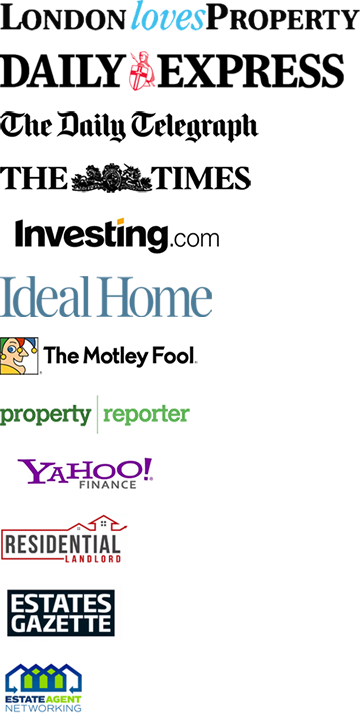 LONDON loves PROPERTY
DAILY EXPRESS
The Daily Telegraph
THE TIMES
Investing.com
Ideal Home
The Motley Fool.
property reporter
YAHOO!
FINANCE
RESIDENTIAL
LANDLORD
ESTATES
GAZETTE
ESTATE AGENT
NETWORKING